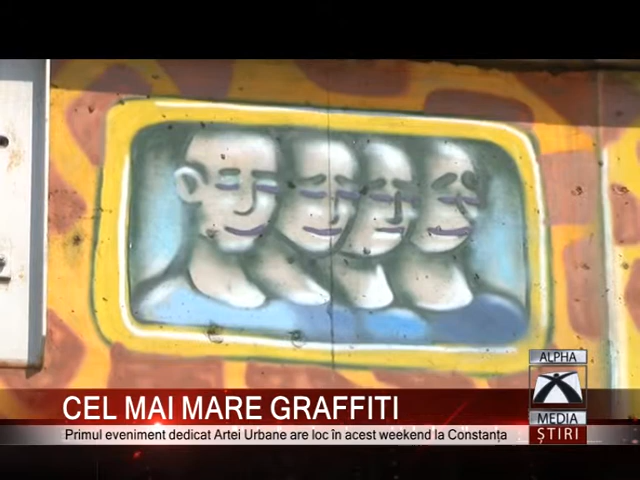 ALPHA
CEL MAI MARE GRAFFITI
MEDIA
Primul eveniment dedicat Artei Urbane are loc în acest weekend la Constanța
ȘTIRI